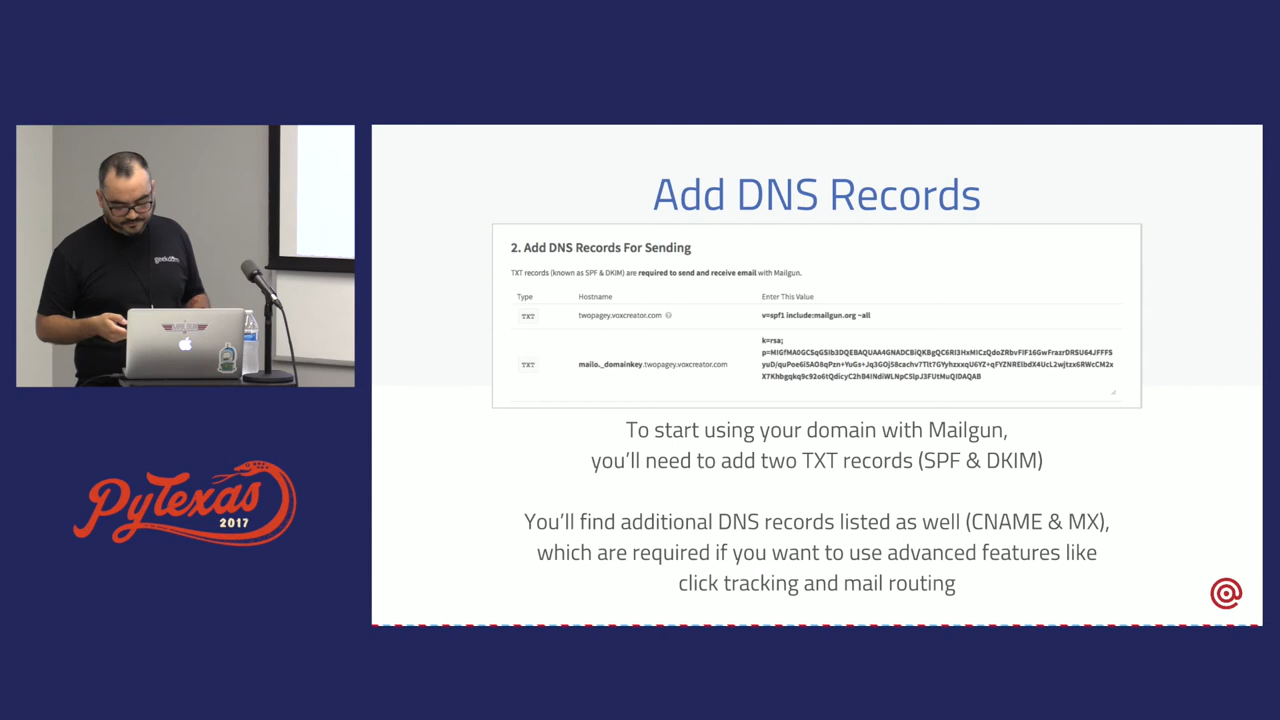 geekdom
PyTexas
2017
Add DNS Records
2. Add DNS Records For Sending
TXT records (known as SPF & DKIM) are required to send and receive email with Mailgun.
Type Hostname Enter This Value
TXT twopagey.voxcreator.com v=spf1 include:mailgun.org ~all
TXT mailo._domainkey.twopagey.voxcreator.com
k=rsa;
To start using your domain with Mailgun,
you'll need to add two TXT records (SPF & DKIM)
You'll find additional DNS records listed as well (CNAME & MX),
which are required if you want to use advanced features like
click tracking and mail routing